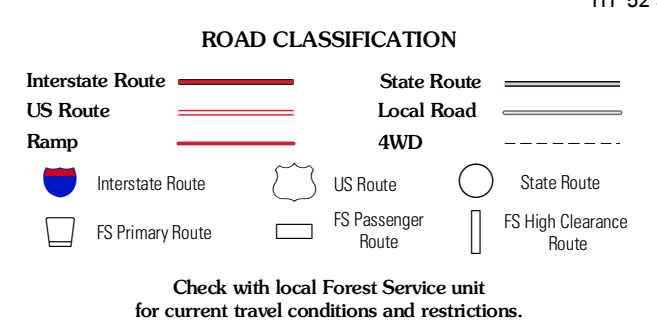 ROAD CLASSIFICATION
Interstate Route
State Route
US Route
Local Road
Ramp
4WD
Interstate Route
US Route
State Route
FS Primary Route
FS Passenger
Route
FS High Clearance
Route
Check with local Forest Service unit
for current travel conditions and restrictions.